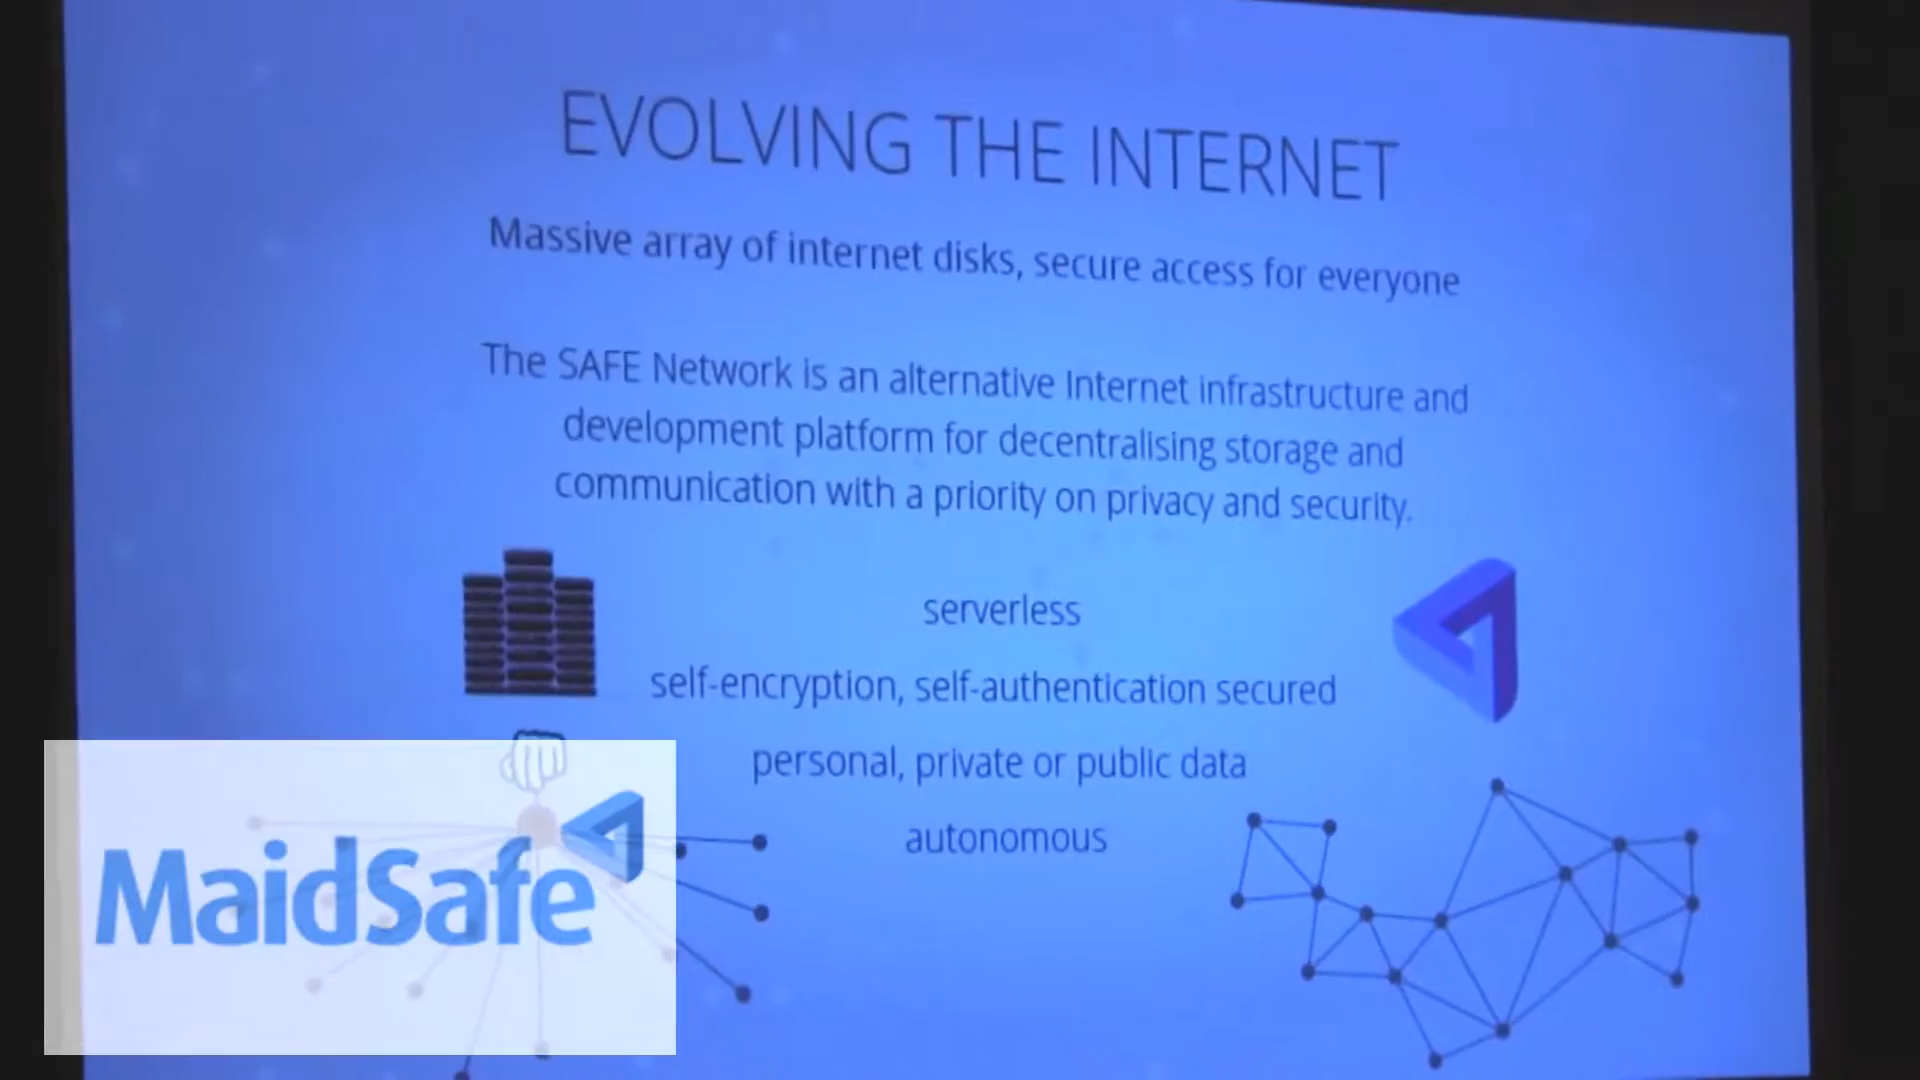 EVOLVING THE INTERNET
Massive array of internet disks, secure access for everyone
The SAFE Network is an alternative Internet infrastructure and
development platform for decentralising storage and
communication with a priority on privacy and security.
serverless
self-encryption, self-authentication secured
personal, private or public data
autonomous
MaidSafe